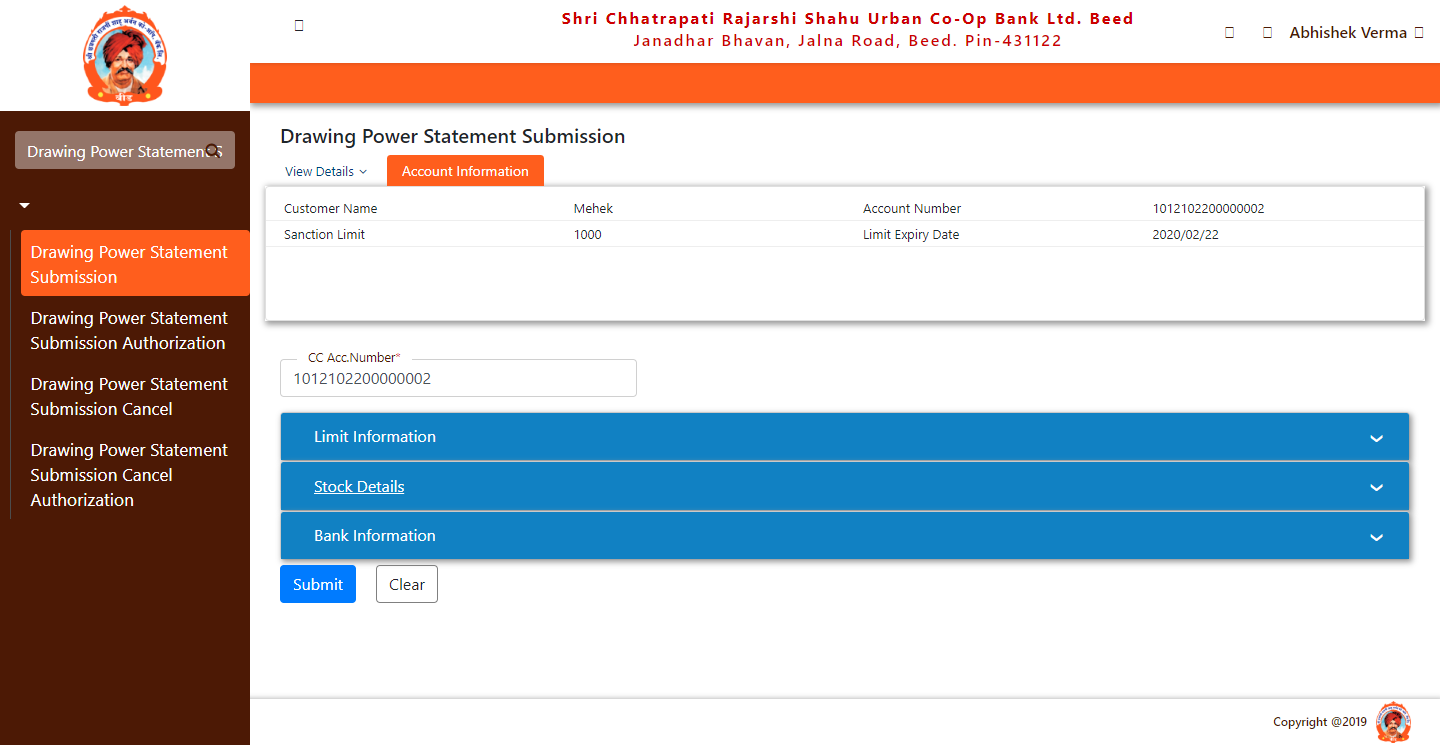 Shri Chhatrapati Rajarshi Shahu Urban Co-Op Bank Ltd. Beed
Janadhar Bhavan, Jalna Road, Beed. Pin-431122
Abhishek Verma
बीड
Drawing Power Statement S
Drawing Power Statement
Submission
Drawing Power Statement
Submission Authorization
Drawing Power Statement
Submission Cancel
Drawing Power Statement
Submission Cancel
Authorization
Drawing Power Statement Submission
View Details
Account Information
Customer Name Mehek Account Number 1012102200000002
Sanction Limit 1000 Limit Expiry Date 2020/02/22
CC Acc.Number*
1012102200000002
Limit Information
Stock Details
Bank Information
Submit Clear
Copyright @2019